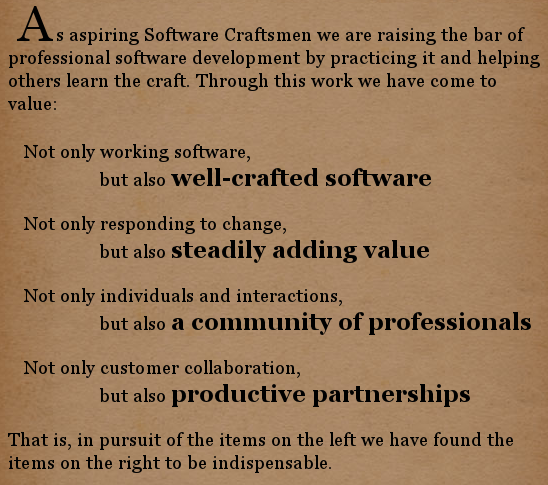 As aspiring Software Craftsmen we are raising the bar of
professional software development by practicing it and helping
others learn the craft. Through this work we have come to
value:
Not only working software,
but also well-crafted software
Not only responding to change,
but also steadily adding value
Not only individuals and interactions,
but also a community of professionals
Not only customer collaboration,
but also productive partnerships
That is, in pursuit of the items on the left we have found the
items on the right to be indispensable.